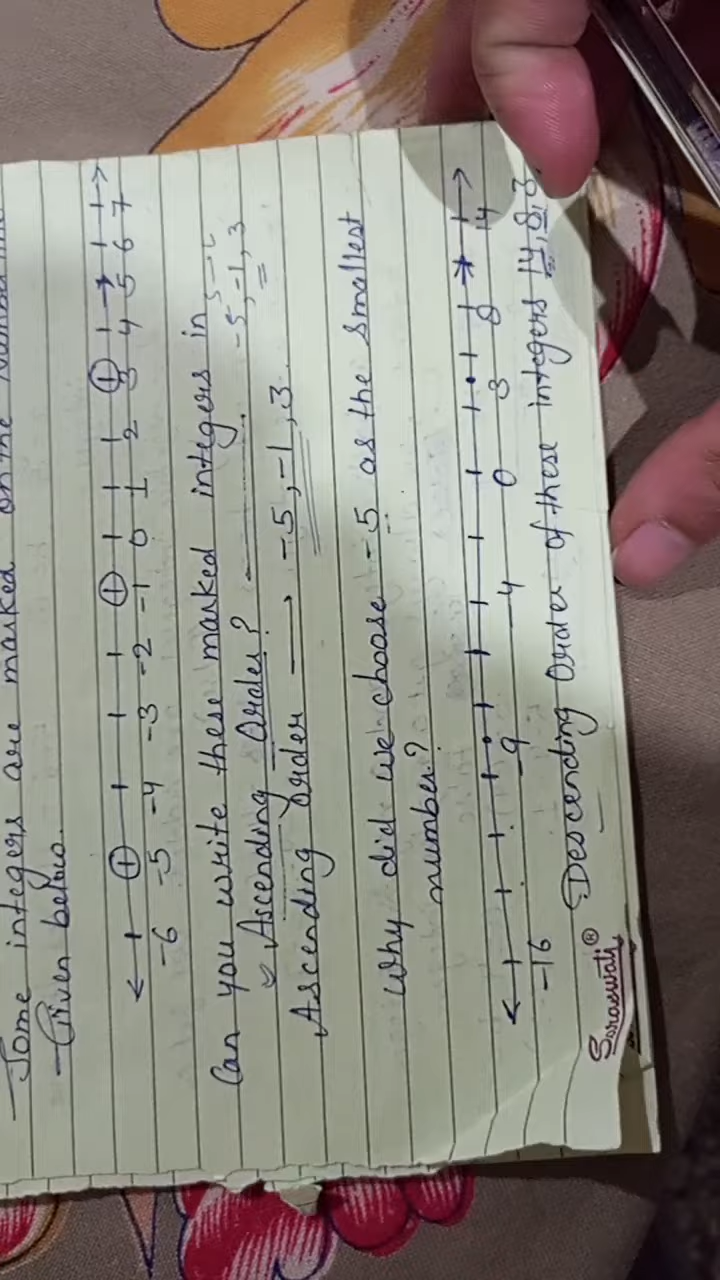 Some integers are marked on the Number line
Given below.
-6 -5 -4 -3 -2 -1 0 1 2 3 4 5 6 7
Can you write these marked integers in
Ascending Order? -5, -1, 3
Ascending Order → -5, -1, 3.
Why did we choose -5 as the smallest
number?
-16 -9 -4 0 3 8 14
Descending Order of these integers 14, 8, 3
Saraswati®